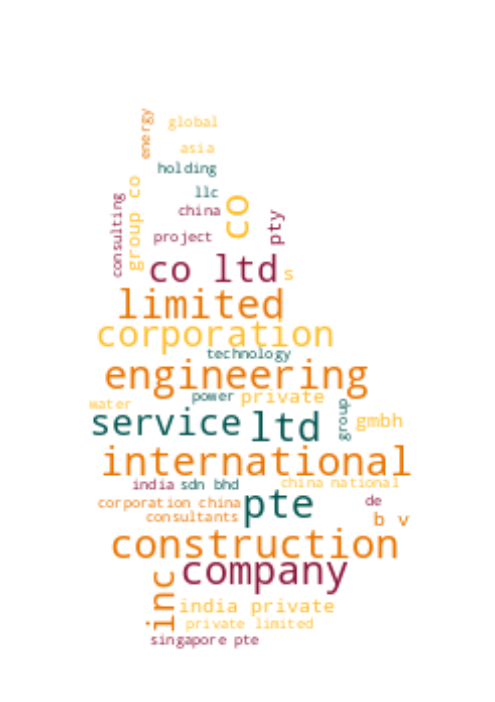 energy
global
asia
holding
llc
co
china
consulting
group co
pty
project
co ltd
s
limited
corporation
technology
engineering
power
private
water
service
ltd
group
gmbh
international
india
sdn bhd
china national
corporation china
pte
de
consultants
b v
construction
company
inc
india private
private limited
singapore pte